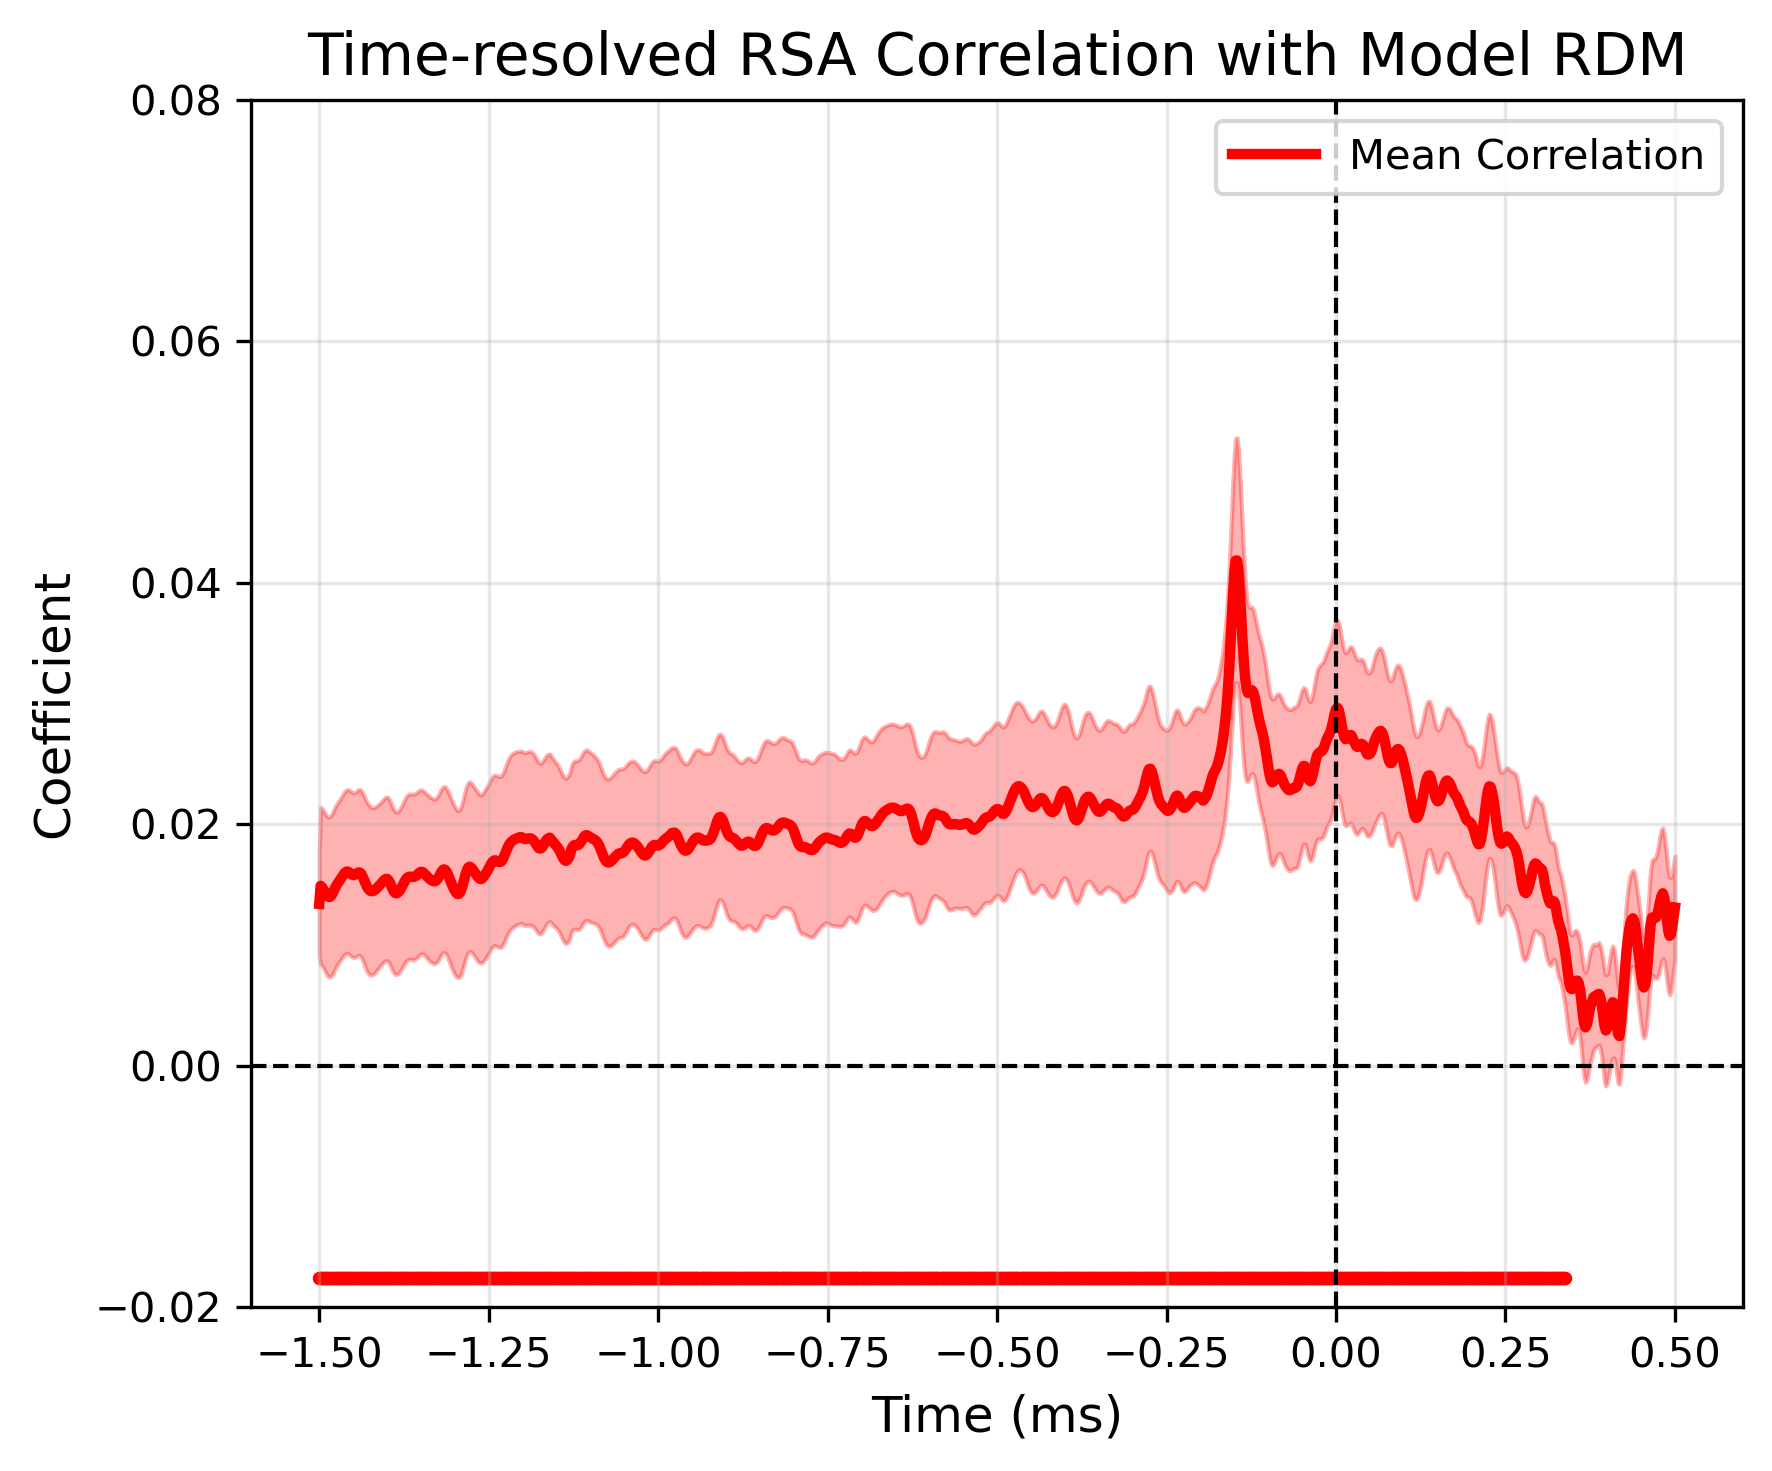 Time-resolved RSA Correlation with Model RDM
Mean Correlation
Coefficient
0.08
0.06
0.04
0.02
0.00
−0.02
−1.50 −1.25 −1.00 −0.75 −0.50 −0.25 0.00 0.25 0.50
Time (ms)